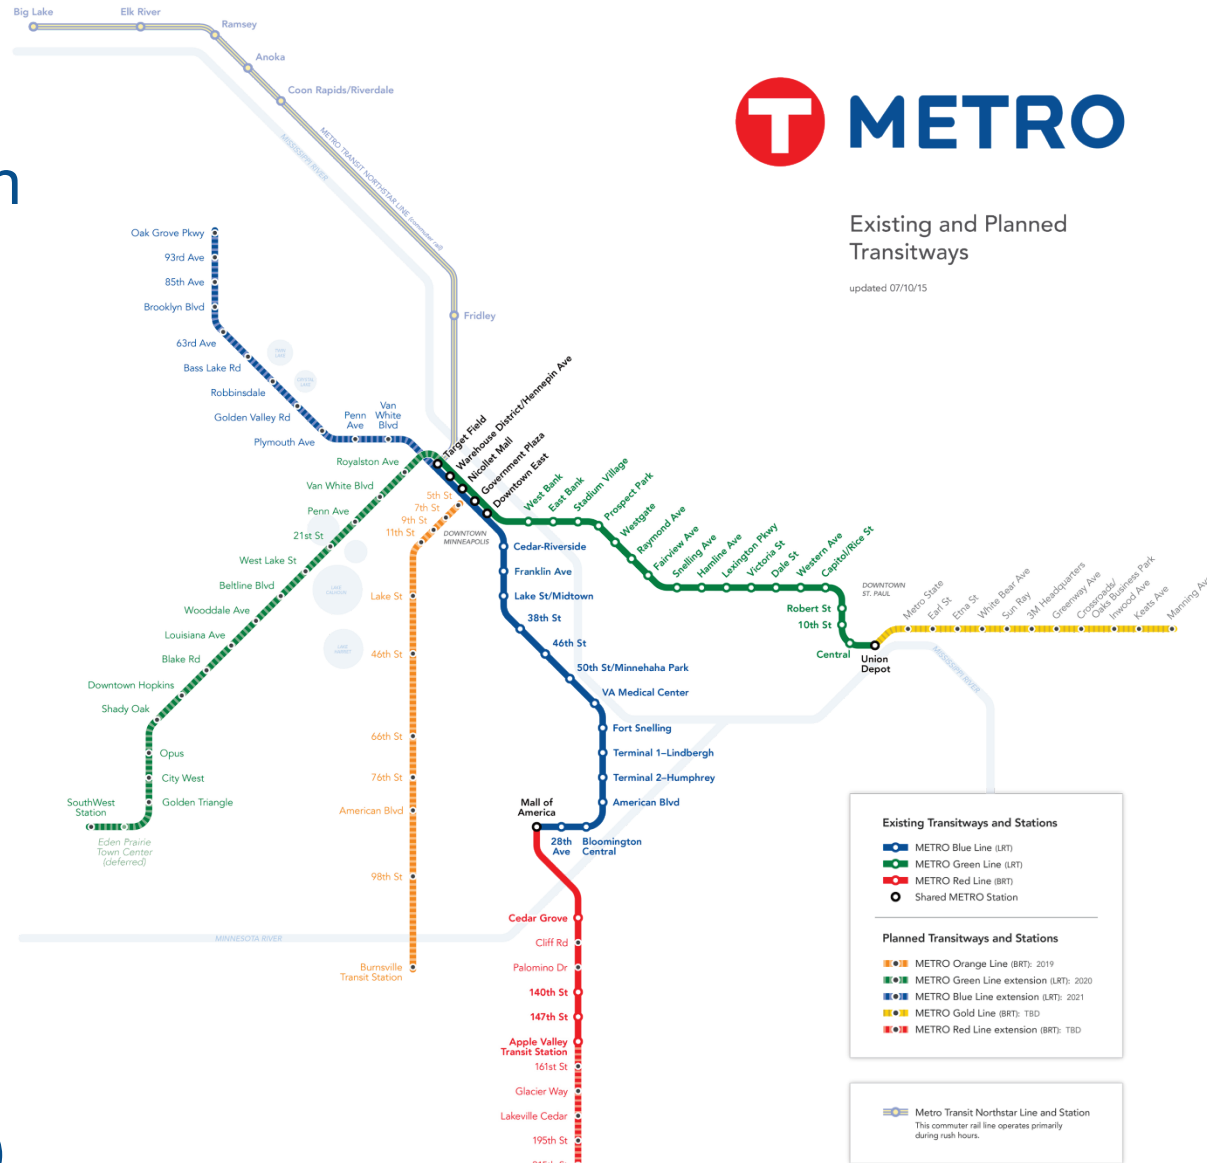 Big Lake
Elk River
Ramsey
Anoka
Coon Rapids/Riverdale
MISSISSIPPI RIVER
METRO TRANSIT NORTHSTAR LINE (commuter rail)
Fridley
n
T METRO
Existing and Planned
Transitways
updated 07/10/15
Oak Grove Pkwy
93rd Ave
85th Ave
Brooklyn Blvd
63rd Ave
Bass Lake Rd
Robbinsdale
Golden Valley Rd
Plymouth Ave
Penn
Ave
Van
White
Blvd
Target Field
Warehouse District/Hennepin Ave
Nicollet Mall
Government Plaza
Downtown East
DOWNTOWN
MINNEAPOLIS
Royalston Ave
Van White Blvd
Penn Ave
21st St
West Lake St
Beltline Blvd
Wooddale Ave
Louisiana Ave
Blake Rd
Downtown Hopkins
Shady Oak
Opus
City West
Golden Triangle
SouthWest
Station
Eden Prairie
Town Center
(deferred)
LAKE
CALHOUN
LAKE
HARRIET
5th St
7th St
9th St
11th St
Lake St
46th St
66th St
76th St
American Blvd
98th St
Burnsville
Transit Station
MINNESOTA RIVER
West Bank
East Bank
Stadium Village
Prospect Park
Westgate
Raymond Ave
Fairview Ave
Snelling Ave
Hamline Ave
Lexington Pkwy
Victoria St
Dale St
Western Ave
Capitol/Rice St
Robert St
10th St
Central
DOWNTOWN
ST. PAUL
Union
Depot
Metro State
Earl St
Etna St
White Bear Ave
Sun Ray
3M Headquarters
Greenway Ave
Crossroads/
Oaks Business Park
Inwood Ave
Keats Ave
Manning Av
MISSISSIPPI RIVER
Cedar-Riverside
Franklin Ave
Lake St/Midtown
38th St
46th St
50th St/Minnehaha Park
VA Medical Center
Fort Snelling
Terminal 1–Lindbergh
Terminal 2–Humphrey
American Blvd
Bloomington
Central
28th
Ave
Mall of
America
Cedar Grove
Cliff Rd
Palomino Dr
140th St
147th St
Apple Valley
Transit Station
161st St
Glacier Way
Lakeville Cedar
195th St
Existing Transitways and Stations
METRO Blue Line (LRT)
METRO Green Line (LRT)
METRO Red Line (BRT)
Shared METRO Station
Planned Transitways and Stations
METRO Orange Line (BRT): 2019
METRO Green Line extension (LRT): 2020
METRO Blue Line extension (LRT): 2021
METRO Gold Line (BRT): TBD
METRO Red Line extension (BRT): TBD
Metro Transit Northstar Line and Station
This commuter rail line operates primarily
during rush hours.